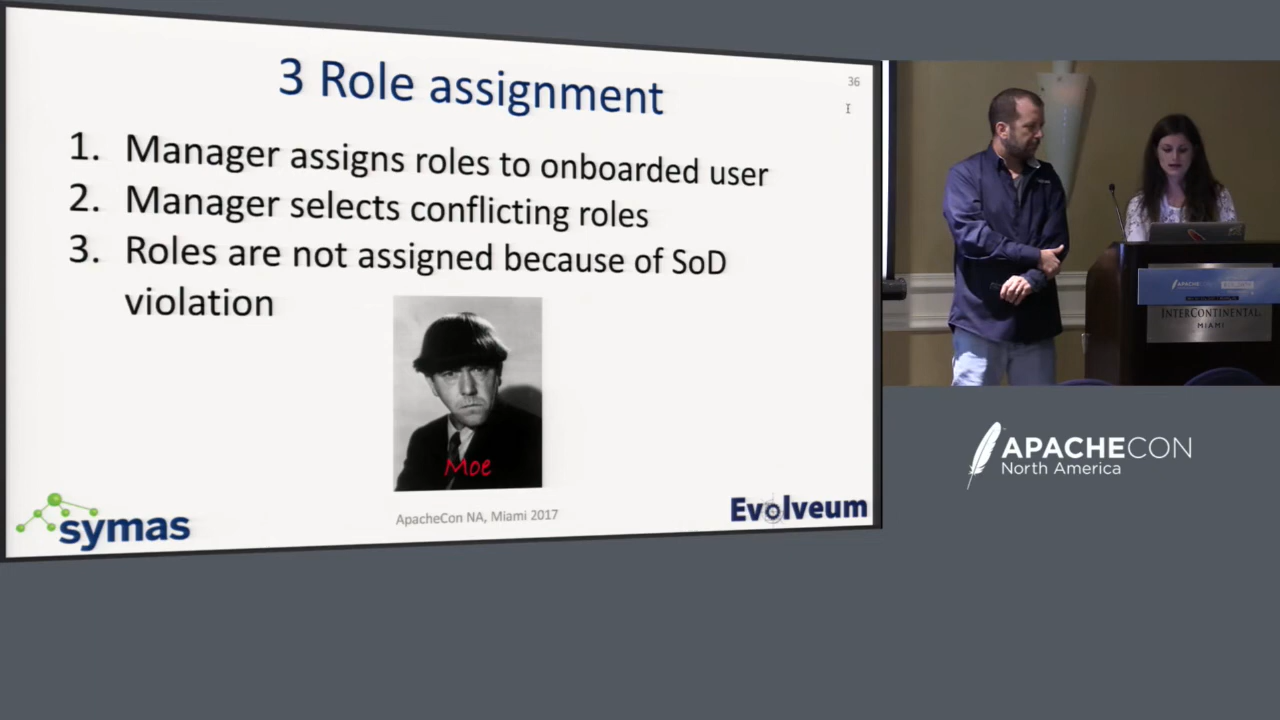 3 Role assignment
36
1. Manager assigns roles to onboarded user
2. Manager selects conflicting roles
3. Roles are not assigned because of SoD
violation
Moe
symas
ApacheCon NA, Miami 2017
Evolveum
INTERCONTINENTAL
MIAMI
APACHECON
North America